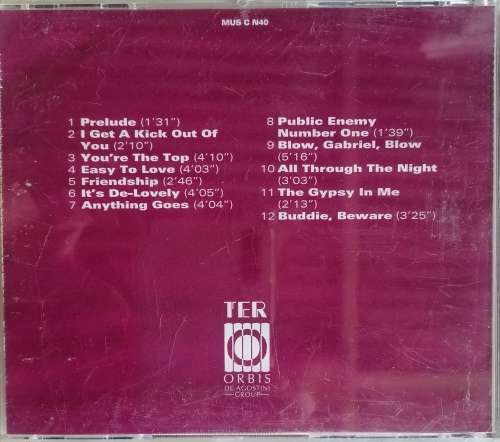 MUS C N40
1 Prelude (1'31")
2 I Get A Kick Out Of
You (2'10")
3 You're The Top (4'10")
4 Easy To Love (4'03")
5 Friendship (2'46")
6 It's De-Lovely (4'05")
7 Anything Goes (4'04")
8 Public Enemy
Number One (1'39")
9 Blow, Gabriel, Blow
(5'16")
10 All Through The Night
(3'03")
11 The Gypsy In Me
(2'13")
12 Buddie, Beware (3'25")
TER
ORBIS
DE AGOSTINI
GROUP